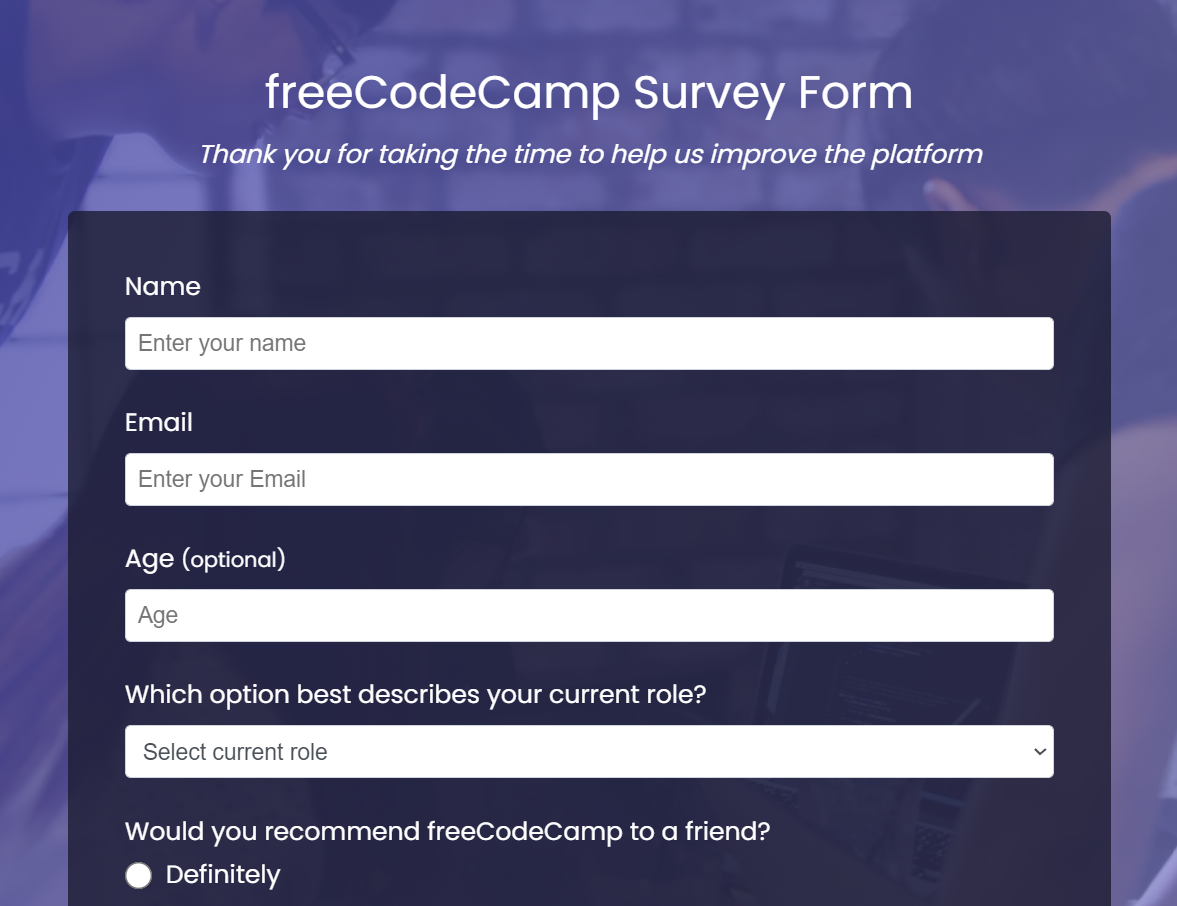 freeCodeCamp Survey Form
Thank you for taking the time to help us improve the platform
Name
Enter your name
Email
Enter your Email
Age (optional)
Age
Which option best describes your current role?
Select current role
Would you recommend freeCodeCamp to a friend?
Definitely